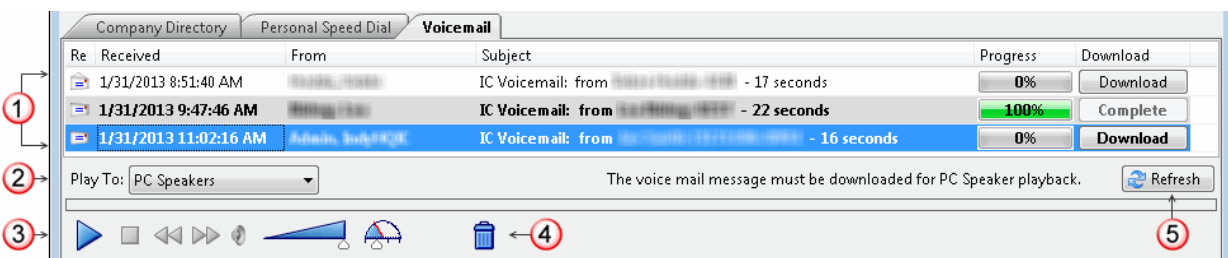 Company Directory Personal Speed Dial Voicemail
Re Received From Subject Progress Download
1/31/2013 8:51:40 AM IC Voicemail: from - 17 seconds 0% Download
1 1/31/2013 9:47:46 AM IC Voicemail: from - 22 seconds 100% Complete
1/31/2013 11:02:16 AM IC Voicemail: from - 16 seconds 0% Download
2 Play To: PC Speakers The voice mail message must be downloaded for PC Speaker playback. Refresh
3 4 5